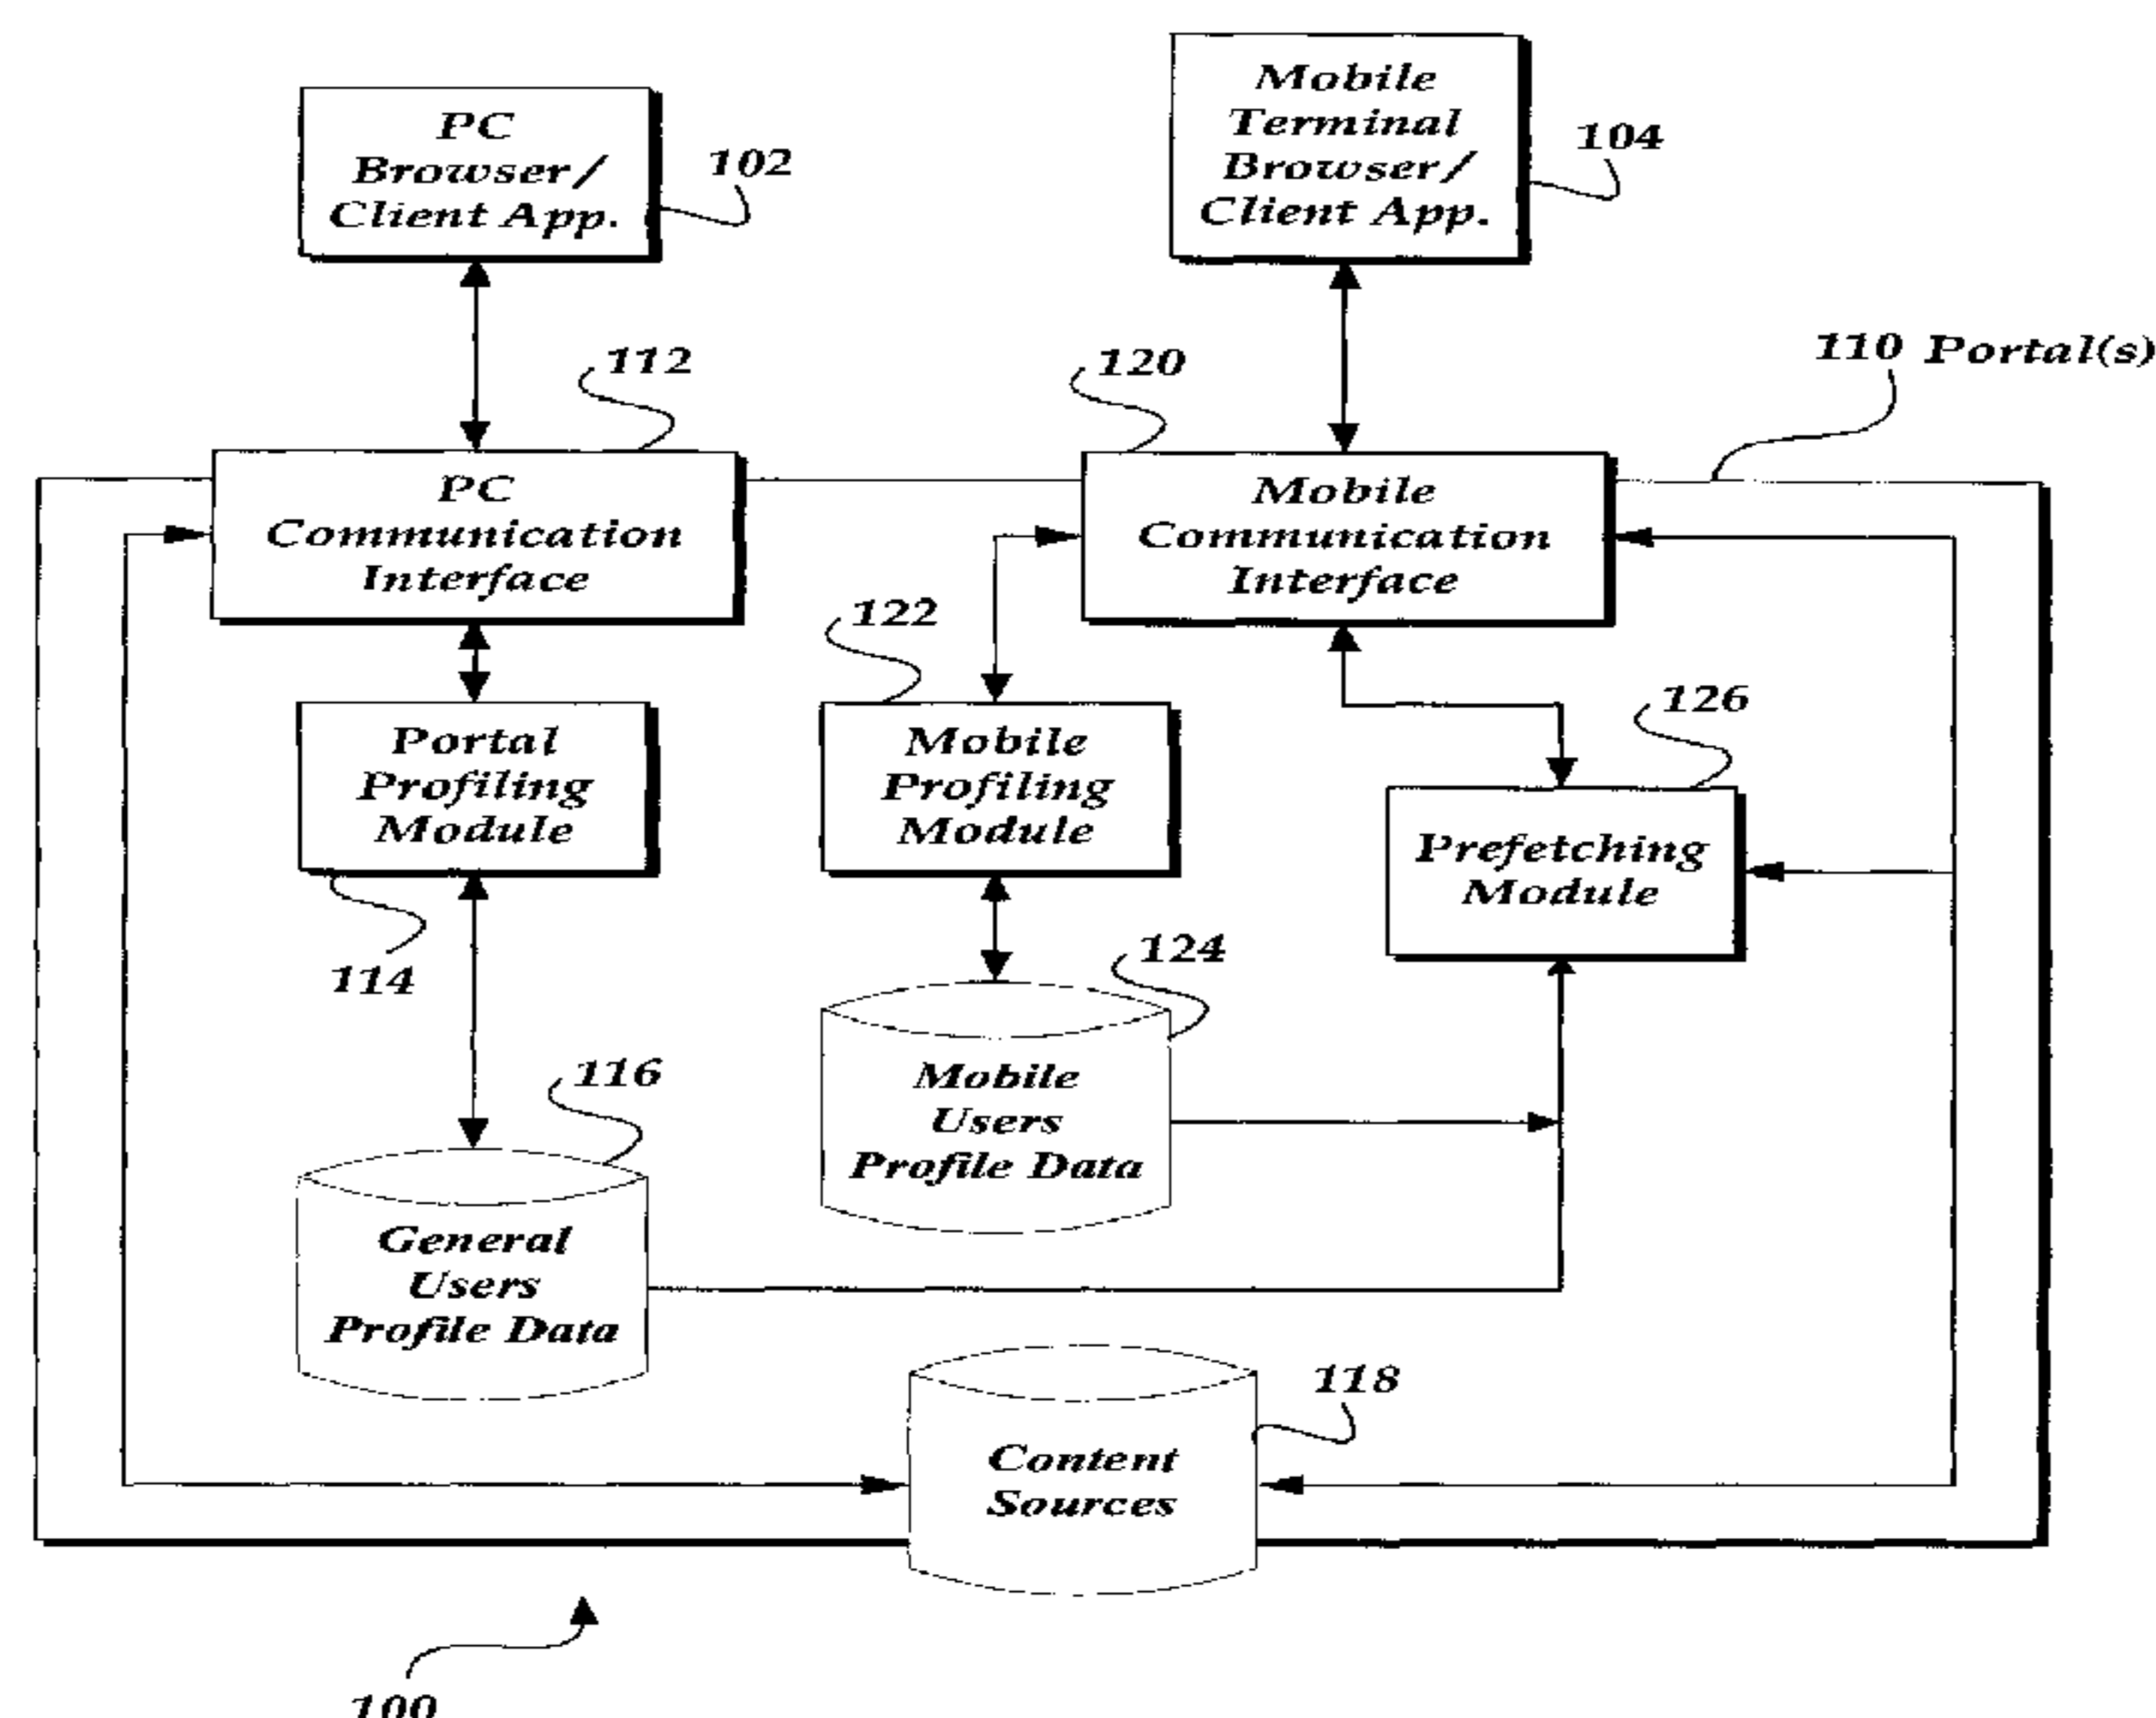 PC
Browser/
Client App.
102
Mobile
Terminal
Browser/
Client App.
104
112
120
110 Portal(s)
PC
Communication
Interface
Mobile
Communication
Interface
122
126
Portal
Profiling
Module
114
Mobile
Profiling
Module
Prefetching
Module
124
116
Mobile
Users
Profile Data
General
Users
Profile Data
118
Content
Sources
100